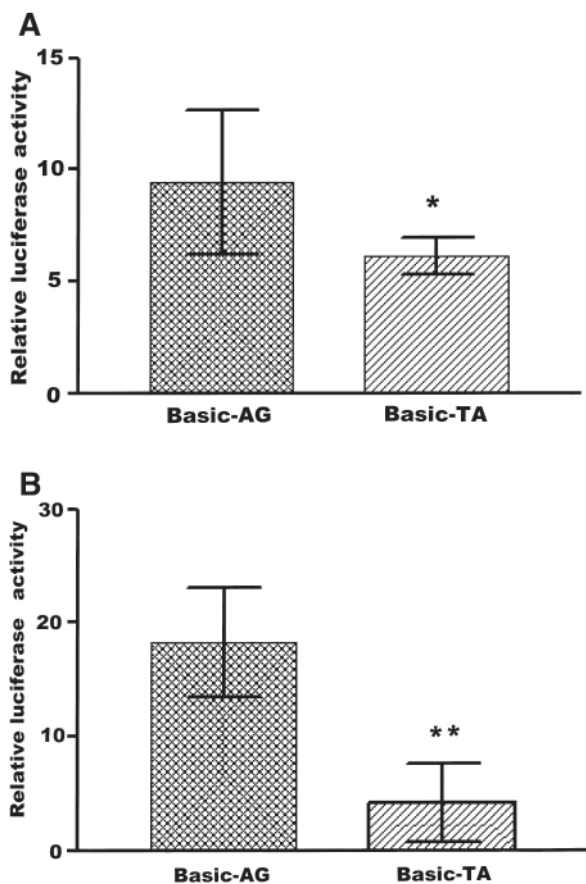 A
Relative luciferase activity
15
10
5
0
*
Basic-AG
Basic-TA
B
Relative luciferase activity
30
20
10
0
**
Basic-AG
Basic-TA